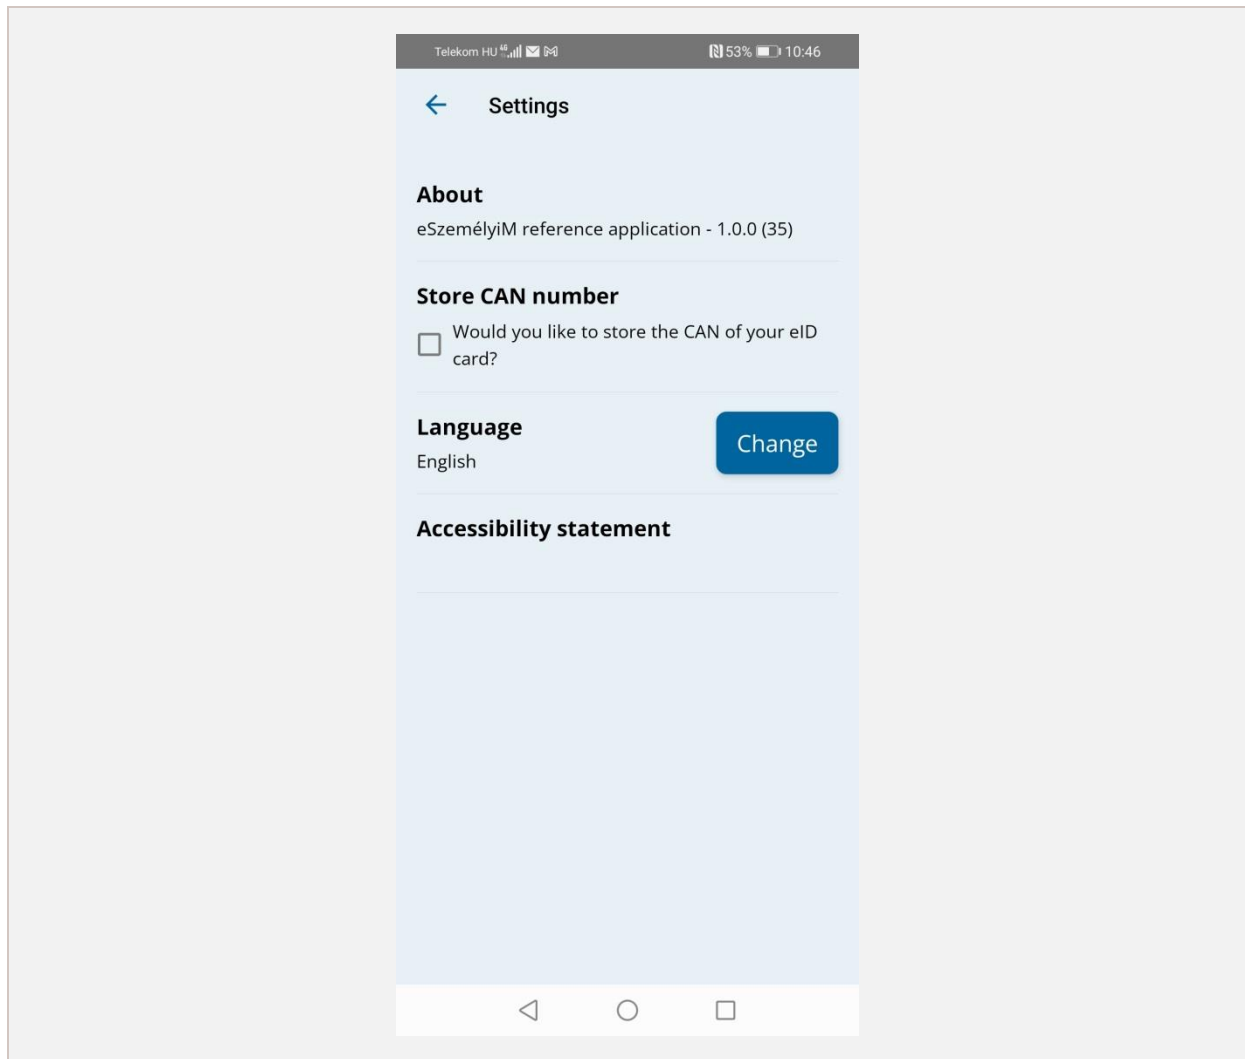 Telekom HU 53% 10:46
Settings
About
eSzemélyiM reference application - 1.0.0 (35)
Store CAN number
Would you like to store the CAN of your eID
card?
Language
Change
English
Accessibility statement